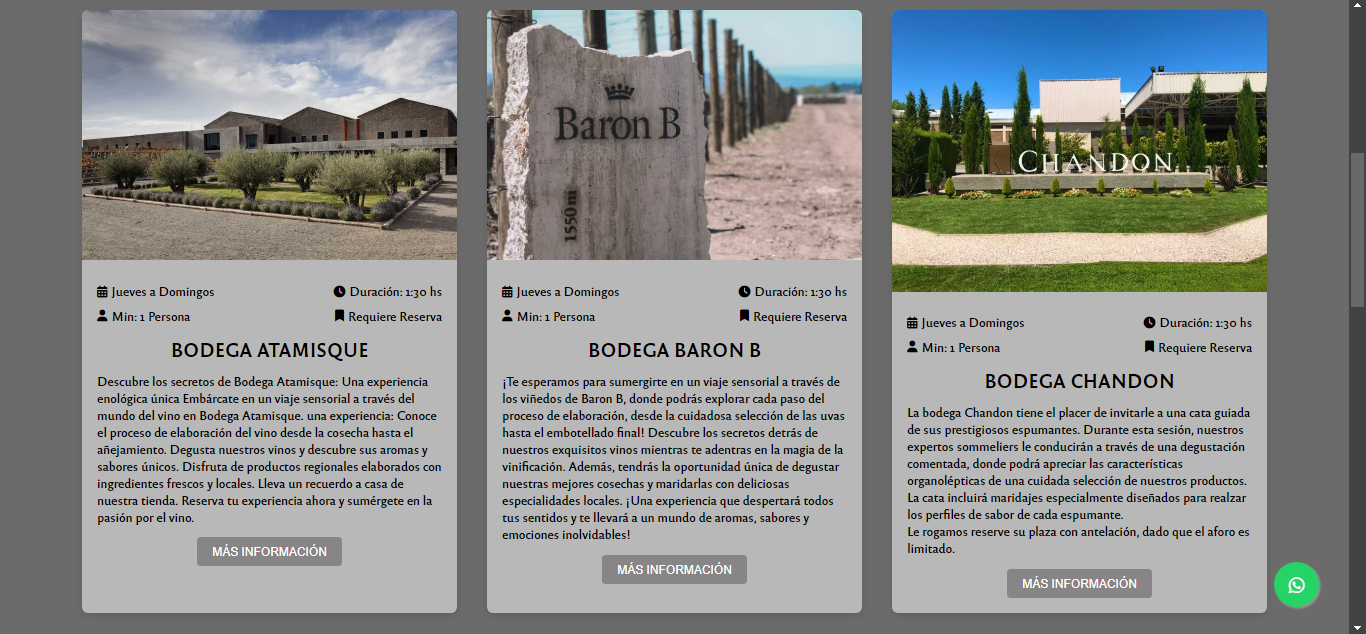 Baron B
1550 m
CHANDON
Jueves a Domingos
Duración: 1:30 hs
Min: 1 Persona
Requiere Reserva
BODEGA ATAMISQUE
Descubre los secretos de Bodega Atamisque: Una experiencia
enológica única Embárcate en un viaje sensorial a través del
mundo del vino en Bodega Atamisque. una experiencia: Conoce
el proceso de elaboración del vino desde la cosecha hasta el
añejamiento. Degusta nuestros vinos y descubre sus aromas y
sabores únicos. Disfruta de productos regionales elaborados con
ingredientes frescos y locales. Lleva un recuerdo a casa de
nuestra tienda. Reserva tu experiencia ahora y sumérgete en la
pasión por el vino.
MÁS INFORMACIÓN
Jueves a Domingos
Duración: 1:30 hs
Min: 1 Persona
Requiere Reserva
BODEGA BARON B
¡Te esperamos para sumergirte en un viaje sensorial a través de
los viñedos de Baron B, donde podrás explorar cada paso del
proceso de elaboración, desde la cuidadosa selección de las uvas
hasta el embotellado final! Descubre los secretos detrás de
nuestros exquisitos vinos mientras te adentras en la magia de la
vinificación. Además, tendrás la oportunidad única de degustar
nuestras mejores cosechas y maridarlas con deliciosas
especialidades locales. ¡Una experiencia que despertará todos
tus sentidos y te llevará a un mundo de aromas, sabores y
emociones inolvidables!
MÁS INFORMACIÓN
Jueves a Domingos
Duración: 1:30 hs
Min: 1 Persona
Requiere Reserva
BODEGA CHANDON
La bodega Chandon tiene el placer de invitarle a una cata guiada
de sus prestigiosos espumantes. Durante esta sesión, nuestros
expertos sommeliers le conducirán a través de una degustación
comentada, donde podrá apreciar las características
organolépticas de una cuidada selección de nuestros productos.
La cata incluirá maridajes especialmente diseñados para realzar
los perfiles de sabor de cada espumante.
Le rogamos reserve su plaza con antelación, dado que el aforo es
limitado.
MÁS INFORMACIÓN